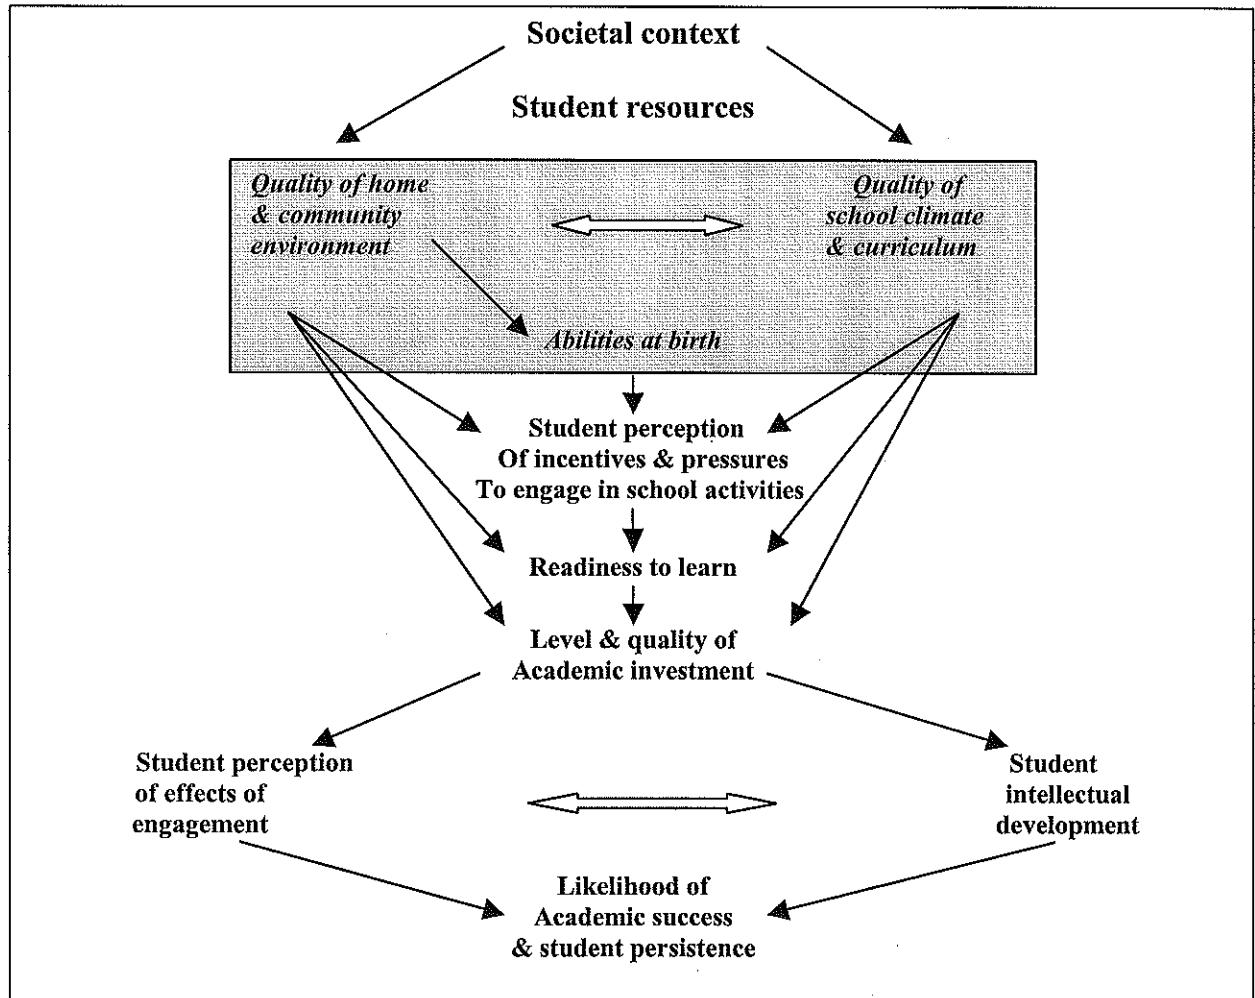 Societal context
Student resources
Quality of home
& community
environment
Quality of
school climate
& curriculum
Abilities at birth
Student perception
Of incentives & pressures
To engage in school activities
Readiness to learn
Level & quality of
Academic investment
Student perception
of effects of
engagement
Student
intellectual
development
Likelihood of
Academic success
& student persistence